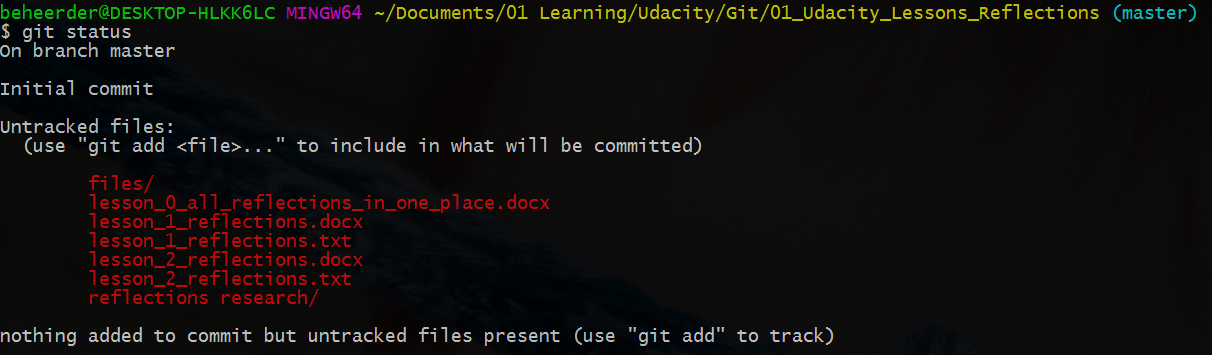 beheerder@DESKTOP-HLKK6LC MINGW64 ~/Documents/01 Learning/Udacity/Git/01_Udacity_Lessons_Reflections (master)
$ git status
On branch master
Initial commit
Untracked files:
  (use "git add <file>..." to include in what will be committed)
        files/
        lesson_0_all_reflections_in_one_place.docx
        lesson_1_reflections.docx
        lesson_1_reflections.txt
        lesson_2_reflections.docx
        lesson_2_reflections.txt
        reflections research/
nothing added to commit but untracked files present (use "git add" to track)